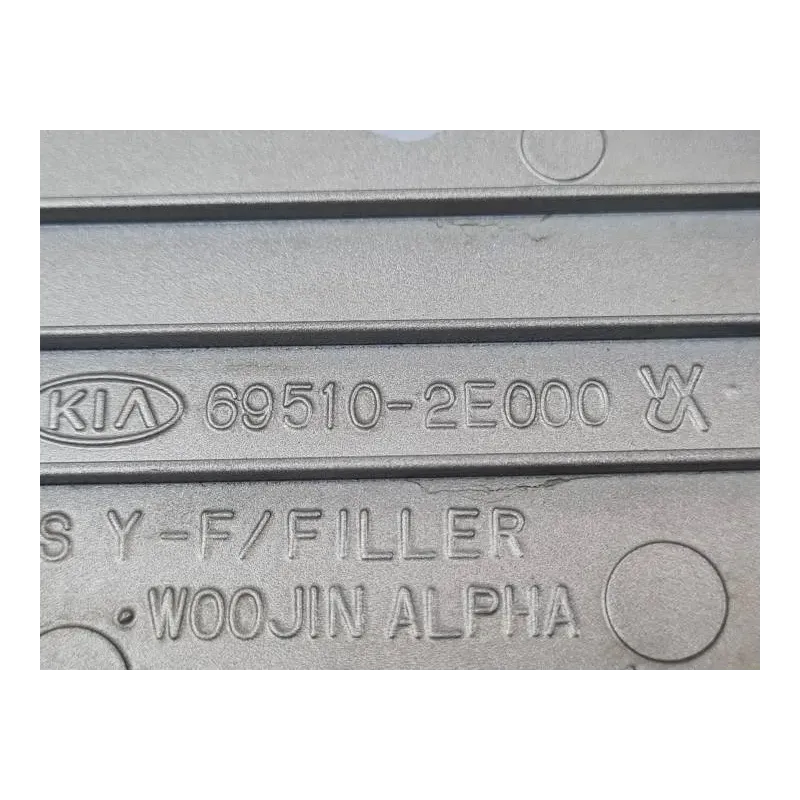 KIA 69510-2E000
S Y-F/FILLER
WOOJIN ALPHA